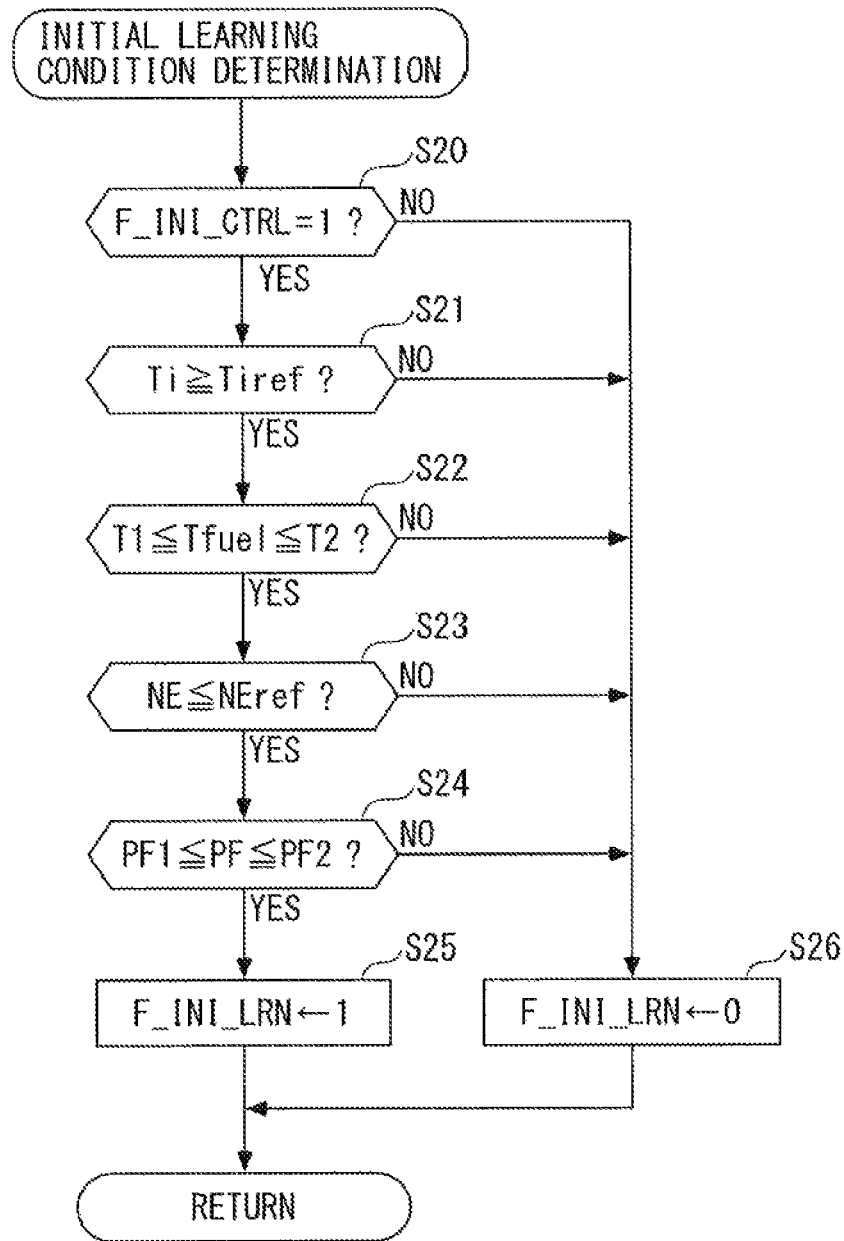 INITIAL LEARNING
CONDITION DETERMINATION
S20
F_INI_CTRL=1 ?
NO
YES
S21
Ti≧Tiref ?
NO
YES
S22
T1≦Tfuel≦T2 ?
NO
YES
S23
NE≦NEref ?
NO
YES
S24
PF1≦PF≦PF2 ?
NO
YES
S25
F_INI_LRN←1
S26
F_INI_LRN←0
RETURN